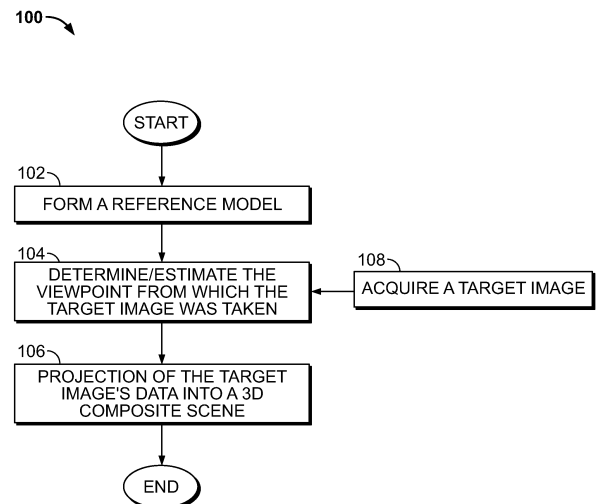 100
START
102
FORM A REFERENCE MODEL
104
DETERMINE/ESTIMATE THE
VIEWPOINT FROM WHICH THE
TARGET IMAGE WAS TAKEN
108
ACQUIRE A TARGET IMAGE
106
PROJECTION OF THE TARGET
IMAGE'S DATA INTO A 3D
COMPOSITE SCENE
END